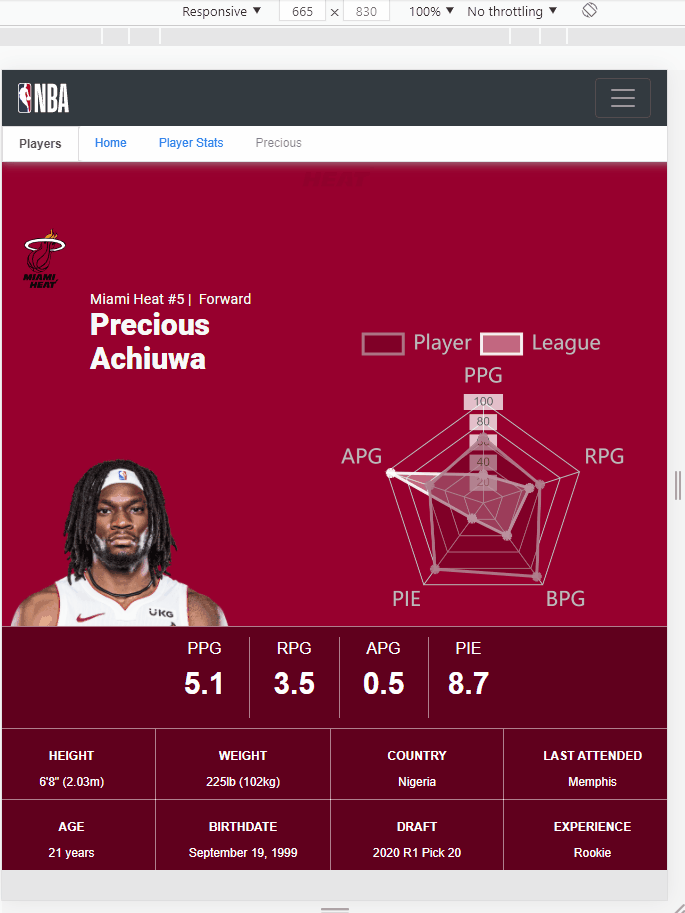 Responsive ▼ 665 x 830 100% ▼ No throttling ▼
NBA
Players Home Player Stats Precious
MIAMI
HEAT
Miami Heat #5 | Forward
Precious
Achiuwa
Player League
PPG
100
80
60
40
20
APG RPG
PIE BPG
UKG
PPG RPG APG PIE
5.1 3.5 0.5 8.7
HEIGHT WEIGHT COUNTRY LAST ATTENDED
6'8" (2.03m) 225lb (102kg) Nigeria Memphis
AGE BIRTHDATE DRAFT EXPERIENCE
21 years September 19, 1999 2020 R1 Pick 20 Rookie